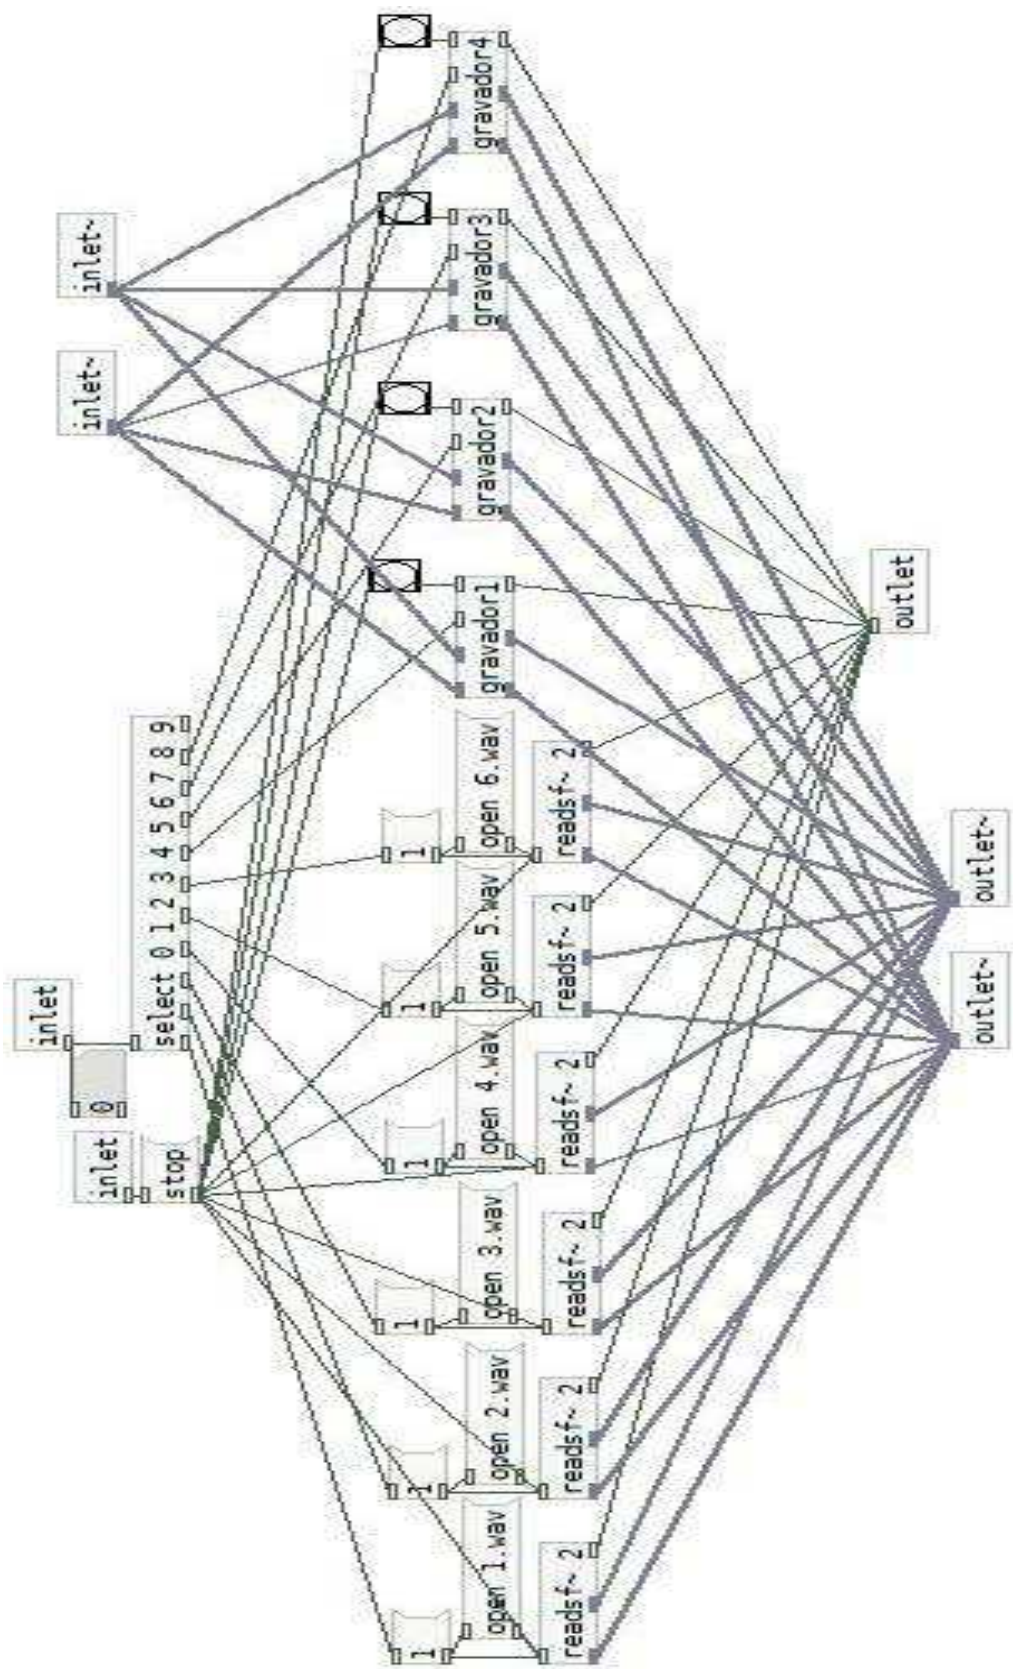 inlet
inlet
0
stop
select 0 1 2 3 4 5 6 7 8 9
inlet~
inlet~
1
1
1
1
1
1
open 1.wav
open 2.wav
open 3.wav
open 4.wav
open 5.wav
open 6.wav
gravador1
gravador2
gravador3
gravador4
readsf~ 2
readsf~ 2
readsf~ 2
readsf~ 2
readsf~ 2
readsf~ 2
outlet
outlet~
outlet~